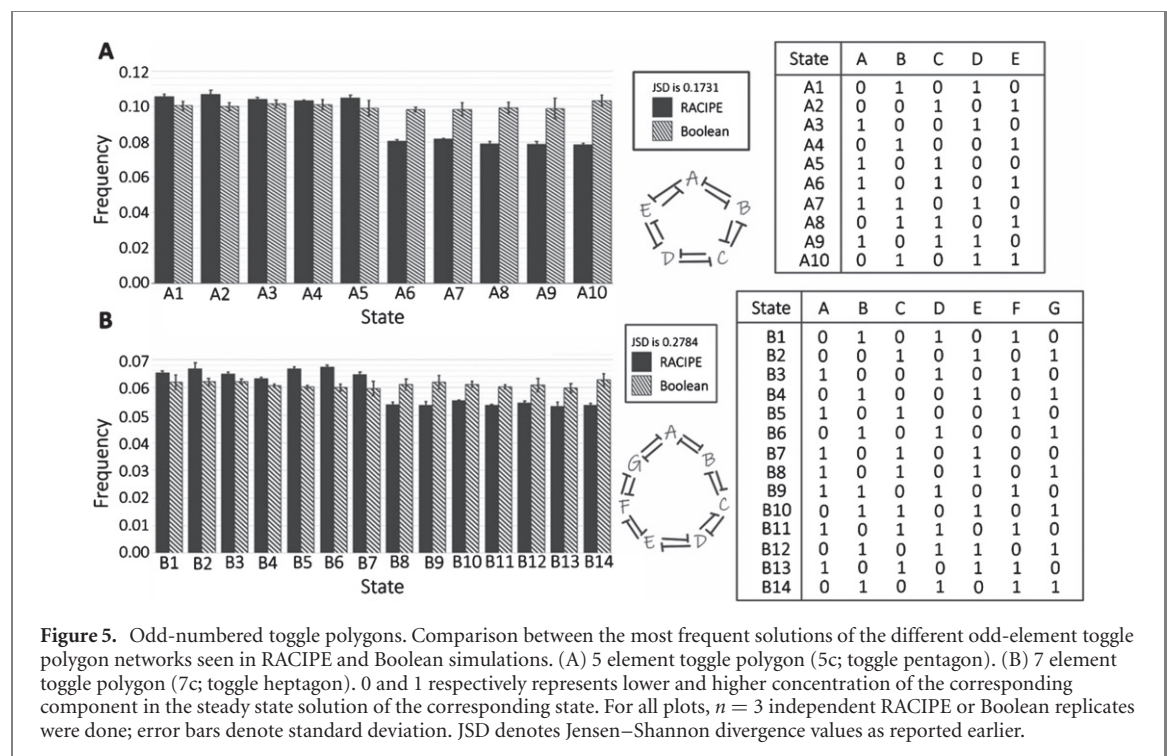 A
0.12
0.10
0.08
0.06
0.04
0.02
0.00
Frequency
A1 A2 A3 A4 A5 A6 A7 A8 A9 A10
State
JSD is 0.1731
RACIPE
Boolean
A
B
C
D
E
State A B C D E
A1 0 1 0 1 0
A2 0 0 1 0 1
A3 1 0 0 1 0
A4 0 1 0 0 1
A5 1 0 1 0 0
A6 1 0 1 0 1
A7 1 1 0 1 0
A8 0 1 1 0 1
A9 1 0 1 1 0
A10 0 1 0 1 1
B
0.07
0.06
0.05
0.04
0.03
0.02
0.01
0.00
Frequency
B1 B2 B3 B4 B5 B6 B7 B8 B9 B10 B11 B12 B13 B14
State
JSD is 0.2784
RACIPE
Boolean
A
B
C
D
E
F
G
State A B C D E F G
B1 0 1 0 1 0 1 0
B2 0 0 1 0 1 0 1
B3 1 0 0 1 0 1 0
B4 0 1 0 0 1 0 1
B5 1 0 1 0 0 1 0
B6 0 1 0 1 0 0 1
B7 1 0 1 0 1 0 0
B8 1 0 1 0 1 0 1
B9 1 1 0 1 0 1 0
B10 0 1 1 0 1 0 1
B11 1 0 1 1 0 1 0
B12 0 1 0 1 1 0 1
B13 1 0 1 0 1 1 0
B14 0 1 0 1 0 1 1
Figure 5. Odd-numbered toggle polygons. Comparison between the most frequent solutions of the different odd-element toggle
polygon networks seen in RACIPE and Boolean simulations. (A) 5 element toggle polygon (5c; toggle pentagon). (B) 7 element
toggle polygon (7c; toggle heptagon). 0 and 1 respectively represents lower and higher concentration of the corresponding
component in the steady state solution of the corresponding state. For all plots, n = 3 independent RACIPE or Boolean replicates
were done; error bars denote standard deviation. JSD denotes Jensen–Shannon divergence values as reported earlier.